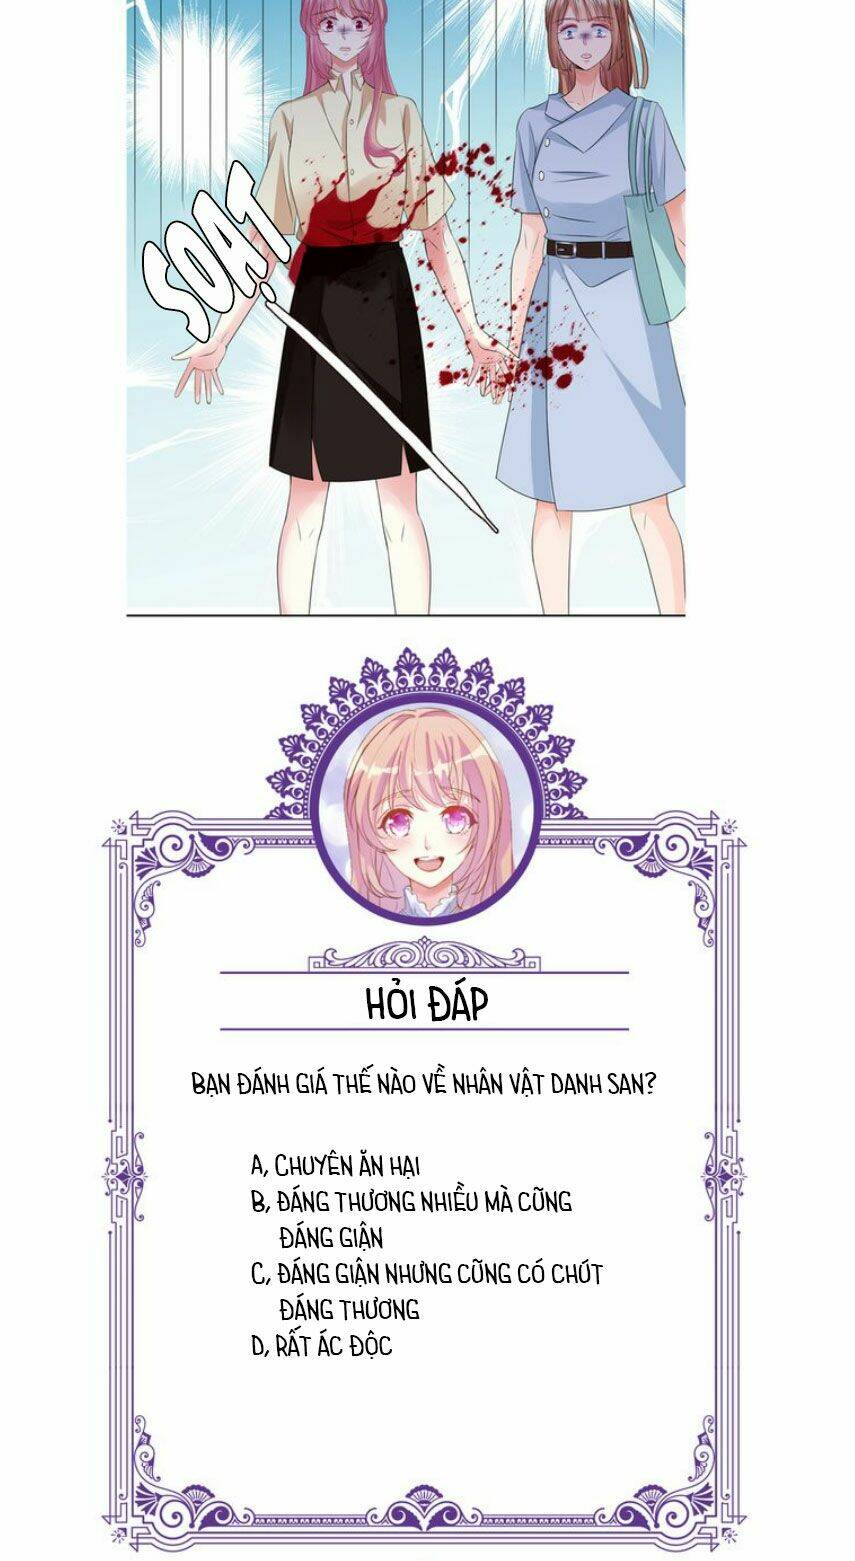 SOẠT
HỎI ĐÁP
BẠN ĐÁNH GIÁ THẾ NÀO VỀ NHÂN VẬT DANH SAN?
A, CHUYÊN ĂN HẠI
B, ĐÁNG THƯƠNG NHIỀU MÀ CŨNG
ĐÁNG GIẬN
C, ĐÁNG GIẬN NHƯNG CŨNG CÓ CHÚT
ĐÁNG THƯƠNG
D, RẤT ÁC ĐỘC